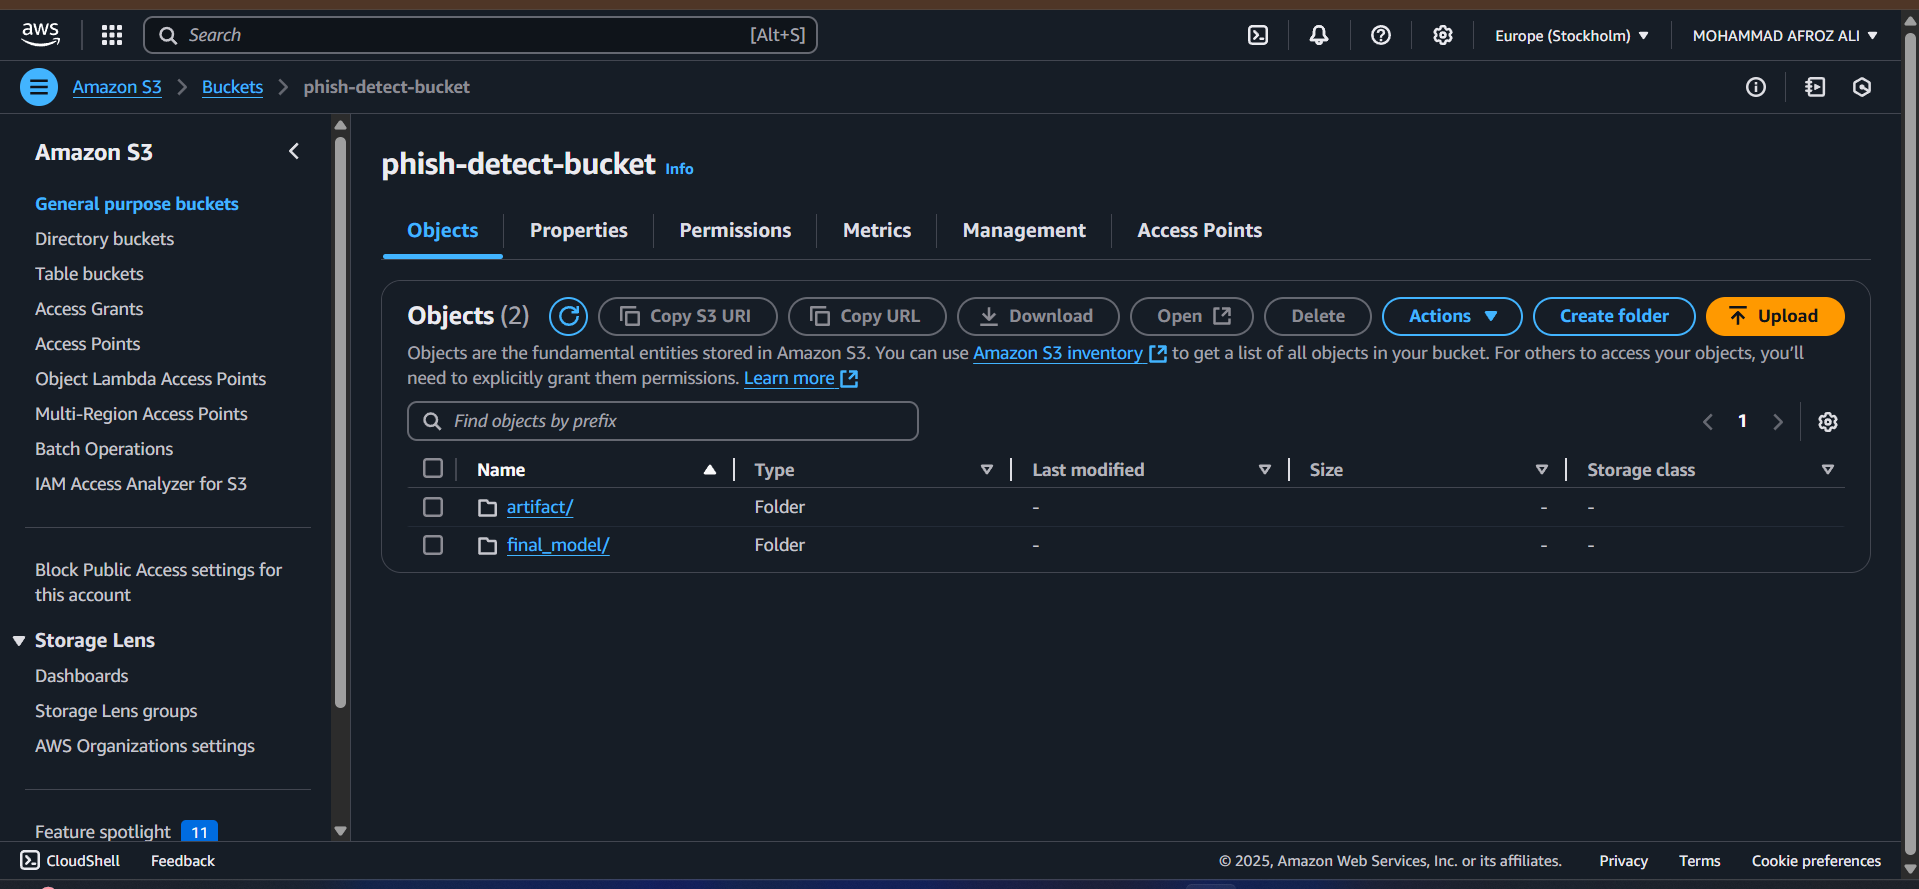 aws
Search [Alt+S]
Europe (Stockholm)
MOHAMMAD AFROZ ALI
Amazon S3
Buckets
phish-detect-bucket
Amazon S3
General purpose buckets
Directory buckets
Table buckets
Access Grants
Access Points
Object Lambda Access Points
Multi-Region Access Points
Batch Operations
IAM Access Analyzer for S3
Block Public Access settings for
this account
Storage Lens
Dashboards
Storage Lens groups
AWS Organizations settings
Feature spotlight 11
phish-detect-bucket Info
Objects Properties Permissions Metrics Management Access Points
Objects (2) Copy S3 URI Copy URL Download Open Delete Actions Create folder Upload
Objects are the fundamental entities stored in Amazon S3. You can use Amazon S3 inventory to get a list of all objects in your bucket. For others to access your objects, you'll
need to explicitly grant them permissions. Learn more
Find objects by prefix
1
Name Type Last modified Size Storage class
artifact/ Folder - - -
final_model/ Folder - - -
CloudShell Feedback © 2025, Amazon Web Services, Inc. or its affiliates. Privacy Terms Cookie preferences